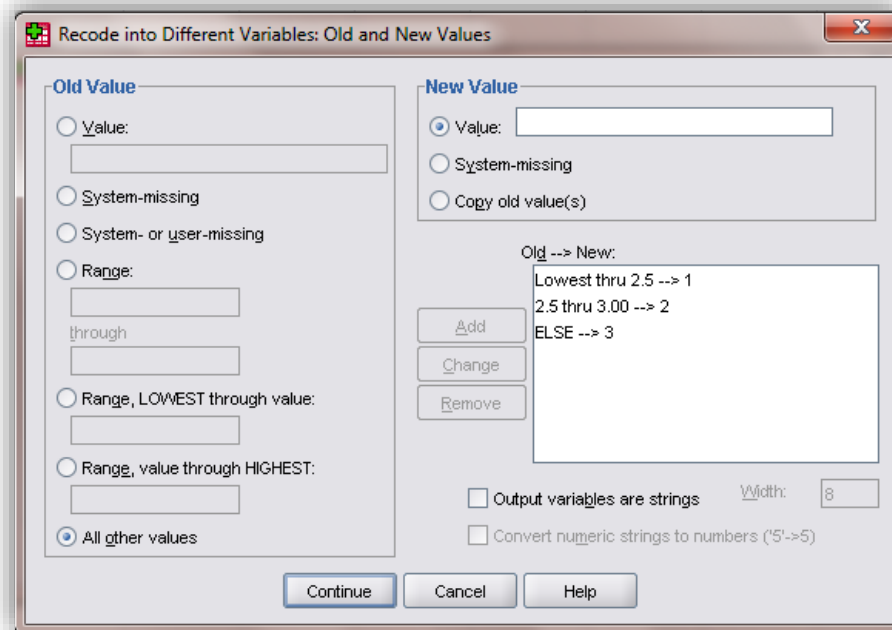 Recode into Different Variables: Old and New Values
Old Value
Value:
System-missing
System- or user-missing
Range:
through
Range, LOWEST through value:
Range, value through HIGHEST:
All other values
New Value
Value:
System-missing
Copy old value(s)
Old --> New:
Lowest thru 2.5 --> 1
2.5 thru 3.00 --> 2
ELSE --> 3
Add
Change
Remove
Output variables are strings Width: 8
Convert numeric strings to numbers ('5'->5)
Continue Cancel Help